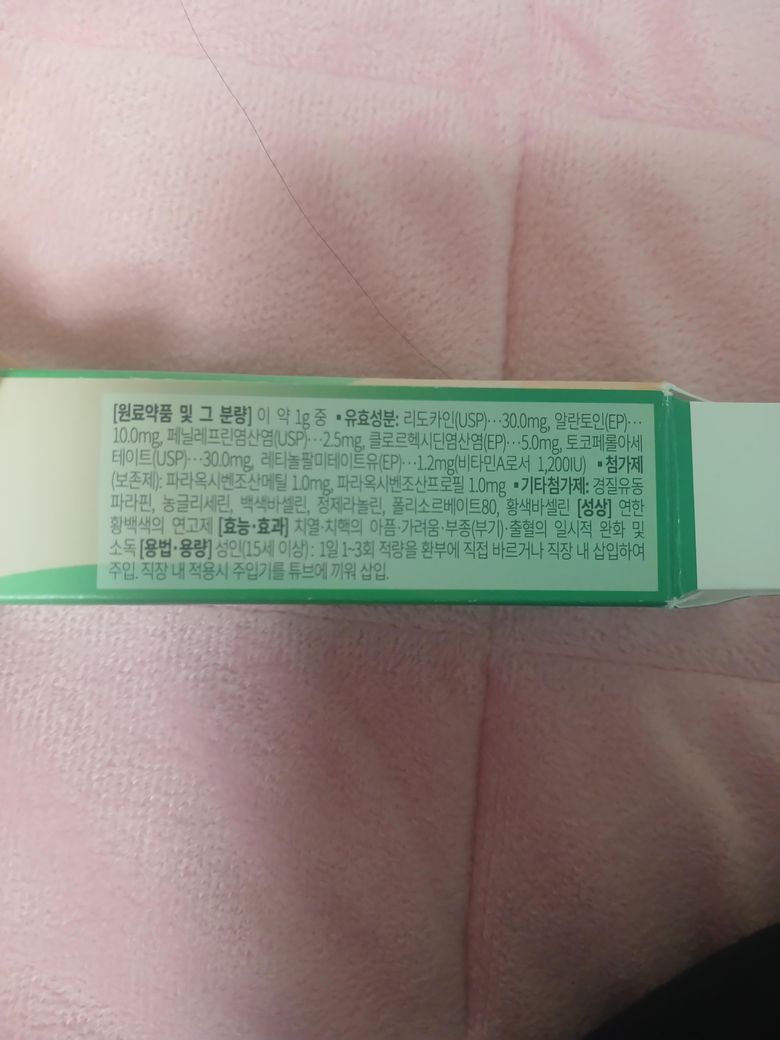 [원료약품 및 그 분량] 이 약 1g 중 ▪유효성분: 리도카인(USP)…30.0mg, 알란토인(EP)…
10.0mg, 페닐레프린염산염(USP)…2.5mg, 클로르헥시딘염산염(EP)…5.0mg, 토코페롤아세
테이트(USP)…30.0mg, 레티놀팔미테이트유(EP)…1.2mg(비타민A로서 1,200IU) ▪첨가제
(보존제): 파라옥시벤조산메틸 1.0mg, 파라옥시벤조산프로필 1.0mg ▪기타첨가제: 경질유동
파라핀, 농글리세린, 백색바셀린, 정제라놀린, 폴리소르베이트80, 황색바셀린 [성상] 연한
황백색의 연고제 [효능·효과] 치열·치핵의 아픔·가려움·부종(부기)·출혈의 일시적 완화 및
소독 [용법·용량] 성인(15세 이상) : 1일 1~3회 적량을 환부에 직접 바르거나 직장 내 삽입하여
주입. 직장 내 적용시 주입기를 튜브에 끼워 삽입.